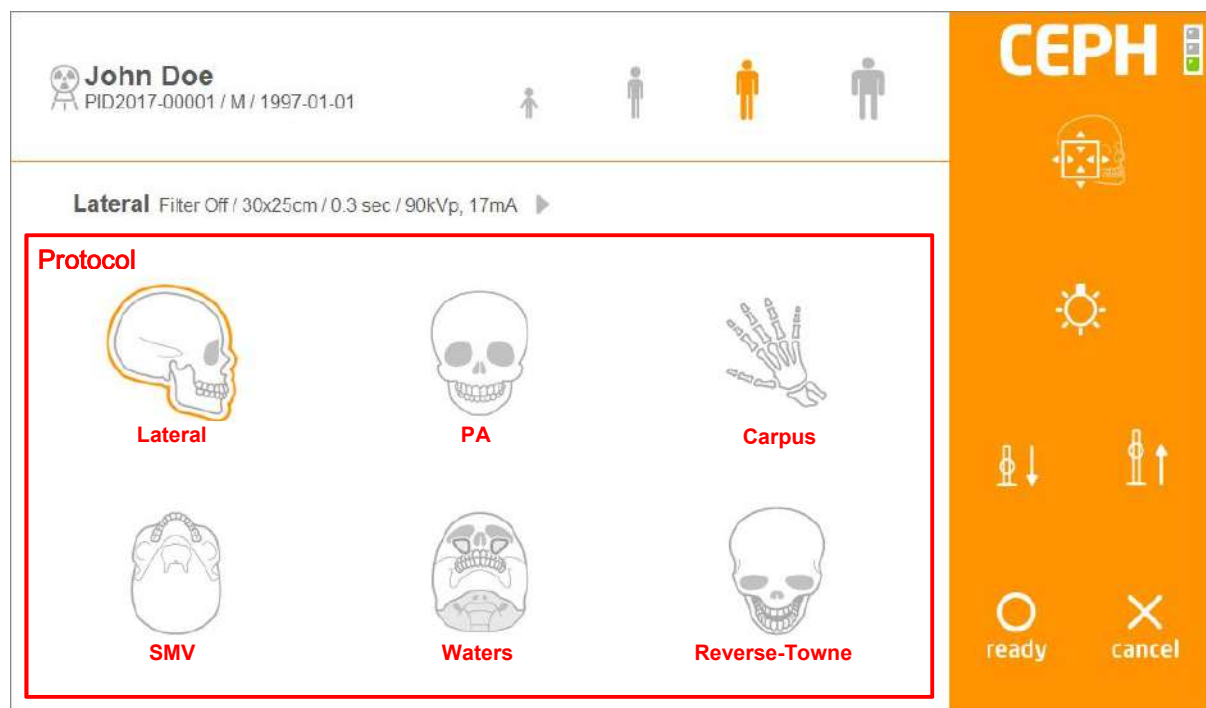 John Doe
PID2017-00001 / M / 1997-01-01
CEPH
Lateral Filter Off / 30x25cm / 0.3 sec / 90kVp, 17mA
Protocol
Lateral
PA
Carpus
SMV
Waters
Reverse-Towne
ready
cancel